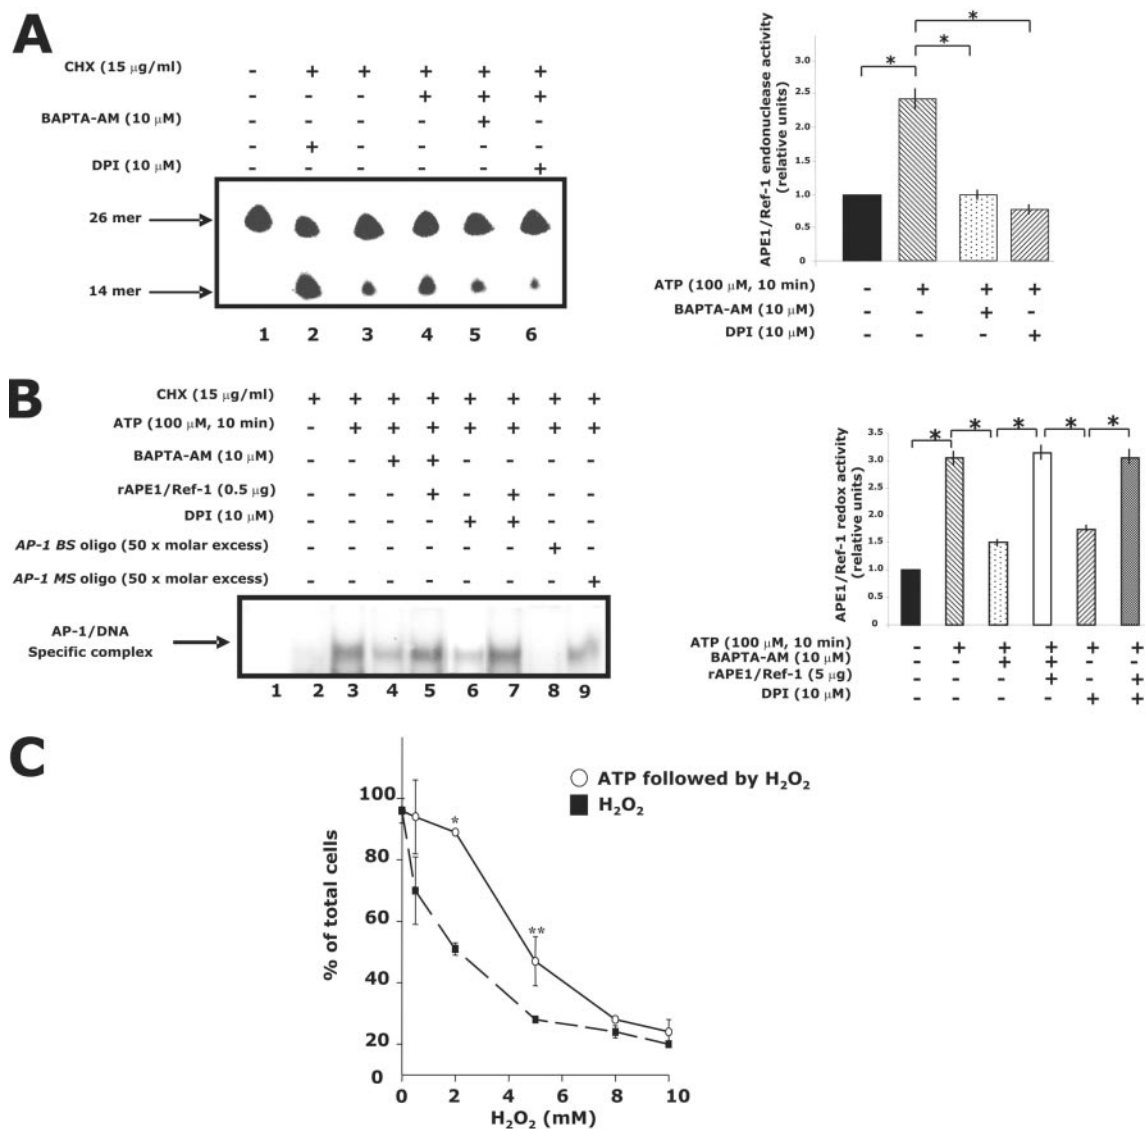 A
CHX (15 µg/ml) - + + + + +
- - - + + +
BAPTA-AM (10 µM) - - - - + -
- + - - - -
DPI (10 µM) - - - - - +
26 mer
14 mer
1 2 3 4 5 6
APE1/Ref-1 endonuclease activity
(relative units)
3.0
2.5
2.0
1.5
1.0
0.5
0
* * *
ATP (100 µM, 10 min) - + + +
BAPTA-AM (10 µM) - - + -
DPI (10 µM) - - - +
B
CHX (15 µg/ml) + + + + + + + +
ATP (100 µM, 10 min) - + + + + + + +
BAPTA-AM (10 µM) - - + + - - - -
rAPE1/Ref-1 (0.5 µg) - - - + - + - -
DPI (10 µM) - - - - + + - -
AP-1 BS oligo (50 x molar excess) - - - - - - + -
AP-1 MS oligo (50 x molar excess) - - - - - - - +
AP-1/DNA
Specific complex
1 2 3 4 5 6 7 8 9
APE1/Ref-1 redox activity
(relative units)
3.5
3.0
2.5
2.0
1.5
1.0
0.5
0
* * * * *
ATP (100 µM, 10 min) - + + + + +
BAPTA-AM (10 µM) - - + + - -
rAPE1/Ref-1 (5 µg) - - - + - +
DPI (10 µM) - - - - + +
C
ATP followed by H₂O₂
H₂O₂
% of total cells
100
80
60
40
20
0
*
**
0 2 4 6 8 10
H₂O₂ (mM)